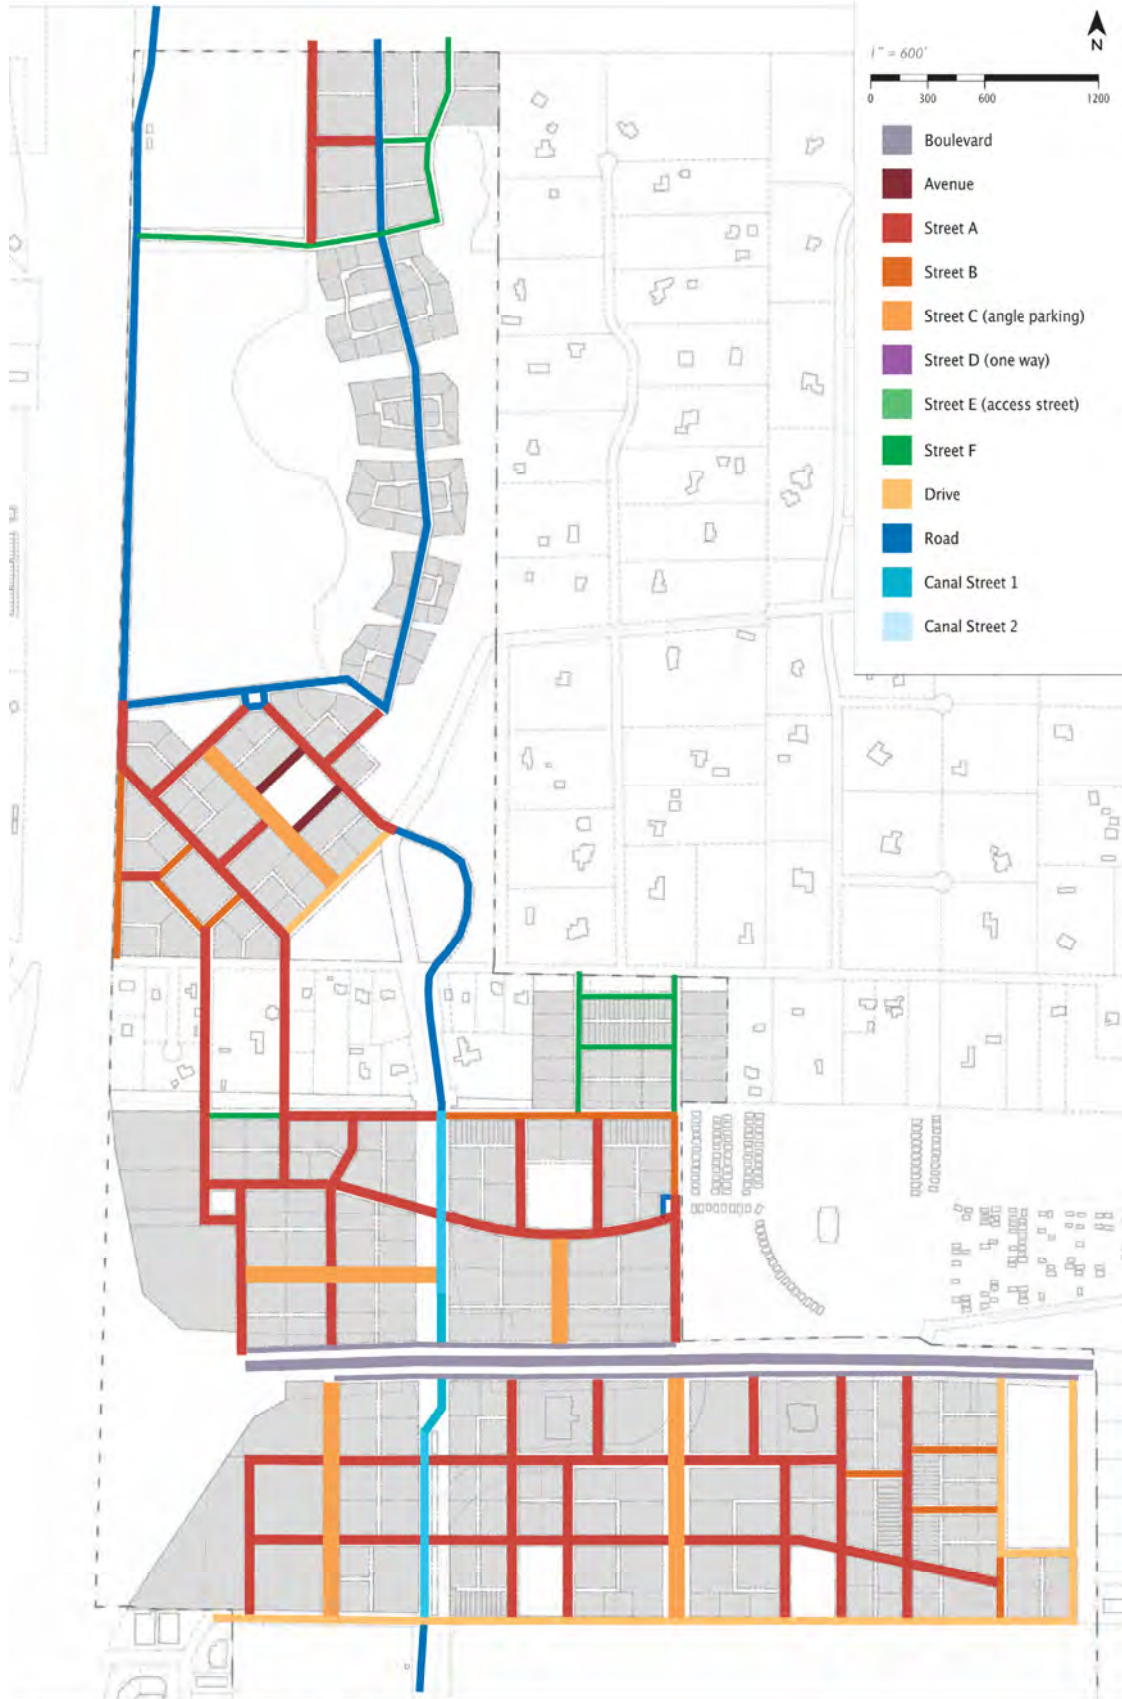 N
1" = 600'
0 300 600 1200
Boulevard
Avenue
Street A
Street B
Street C (angle parking)
Street D (one way)
Street E (access street)
Street F
Drive
Road
Canal Street 1
Canal Street 2